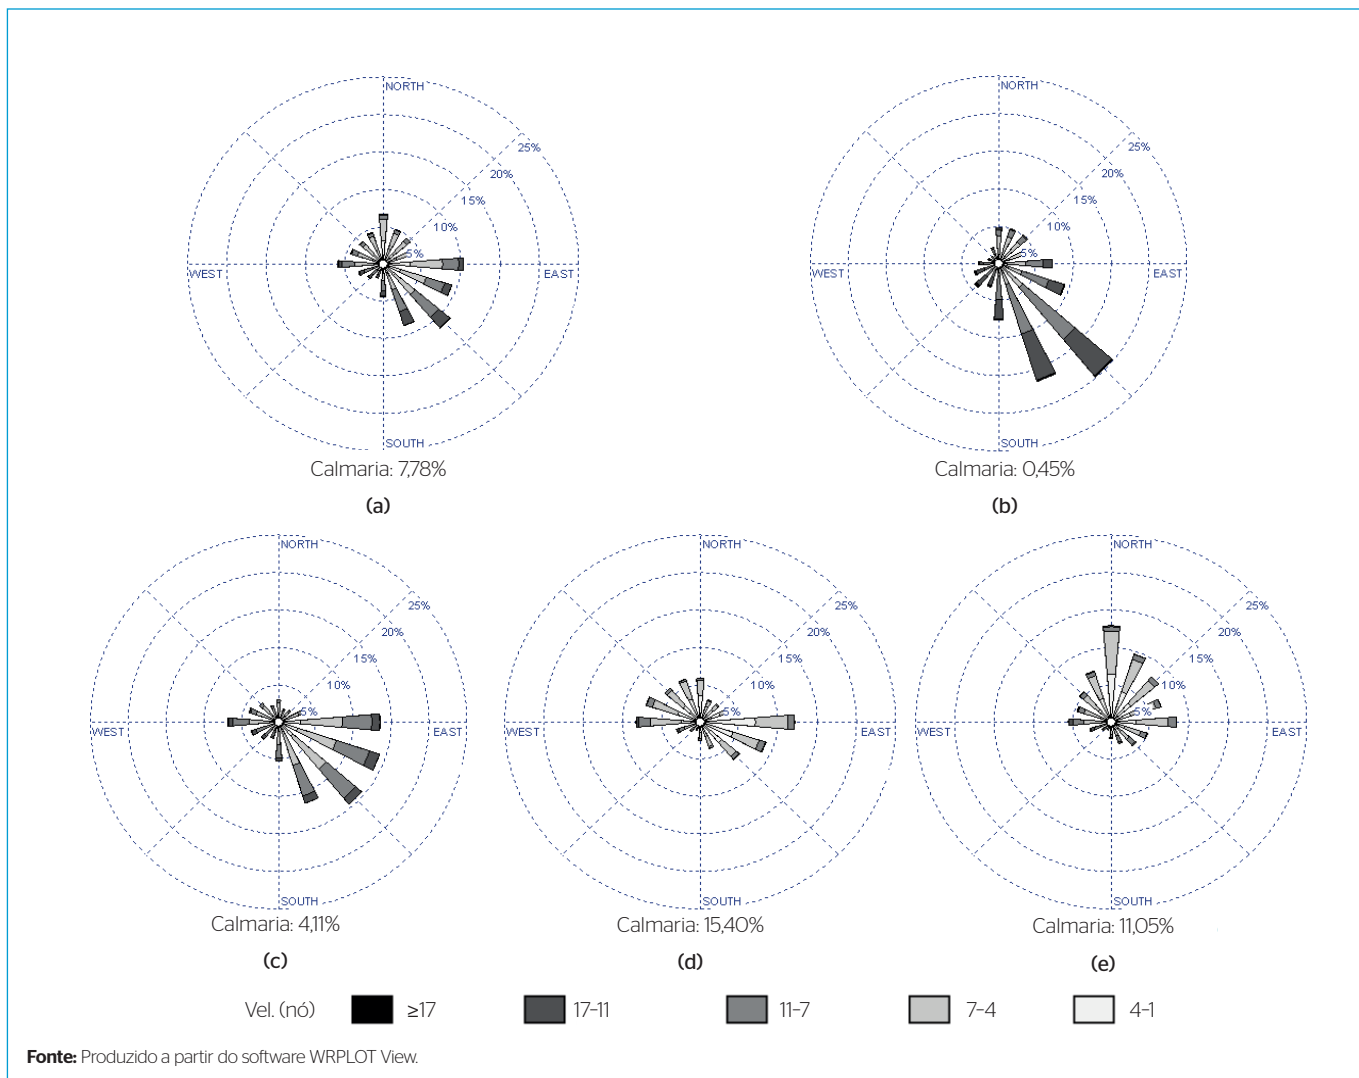 NORTH
25%
20%
15%
10%
5%
WEST
EAST
SOUTH
Calmaria: 7,78%
(a)
NORTH
25%
20%
15%
10%
5%
WEST
EAST
SOUTH
Calmaria: 0,45%
(b)
NORTH
25%
20%
15%
10%
5%
WEST
EAST
SOUTH
Calmaria: 4,11%
(c)
NORTH
25%
20%
15%
10%
5%
WEST
EAST
SOUTH
Calmaria: 15,40%
(d)
NORTH
25%
20%
15%
10%
5%
WEST
EAST
SOUTH
Calmaria: 11,05%
(e)
Vel. (nó) ≥17 17-11 11-7 7-4 4-1
Fonte: Produzido a partir do software WRPLOT View.